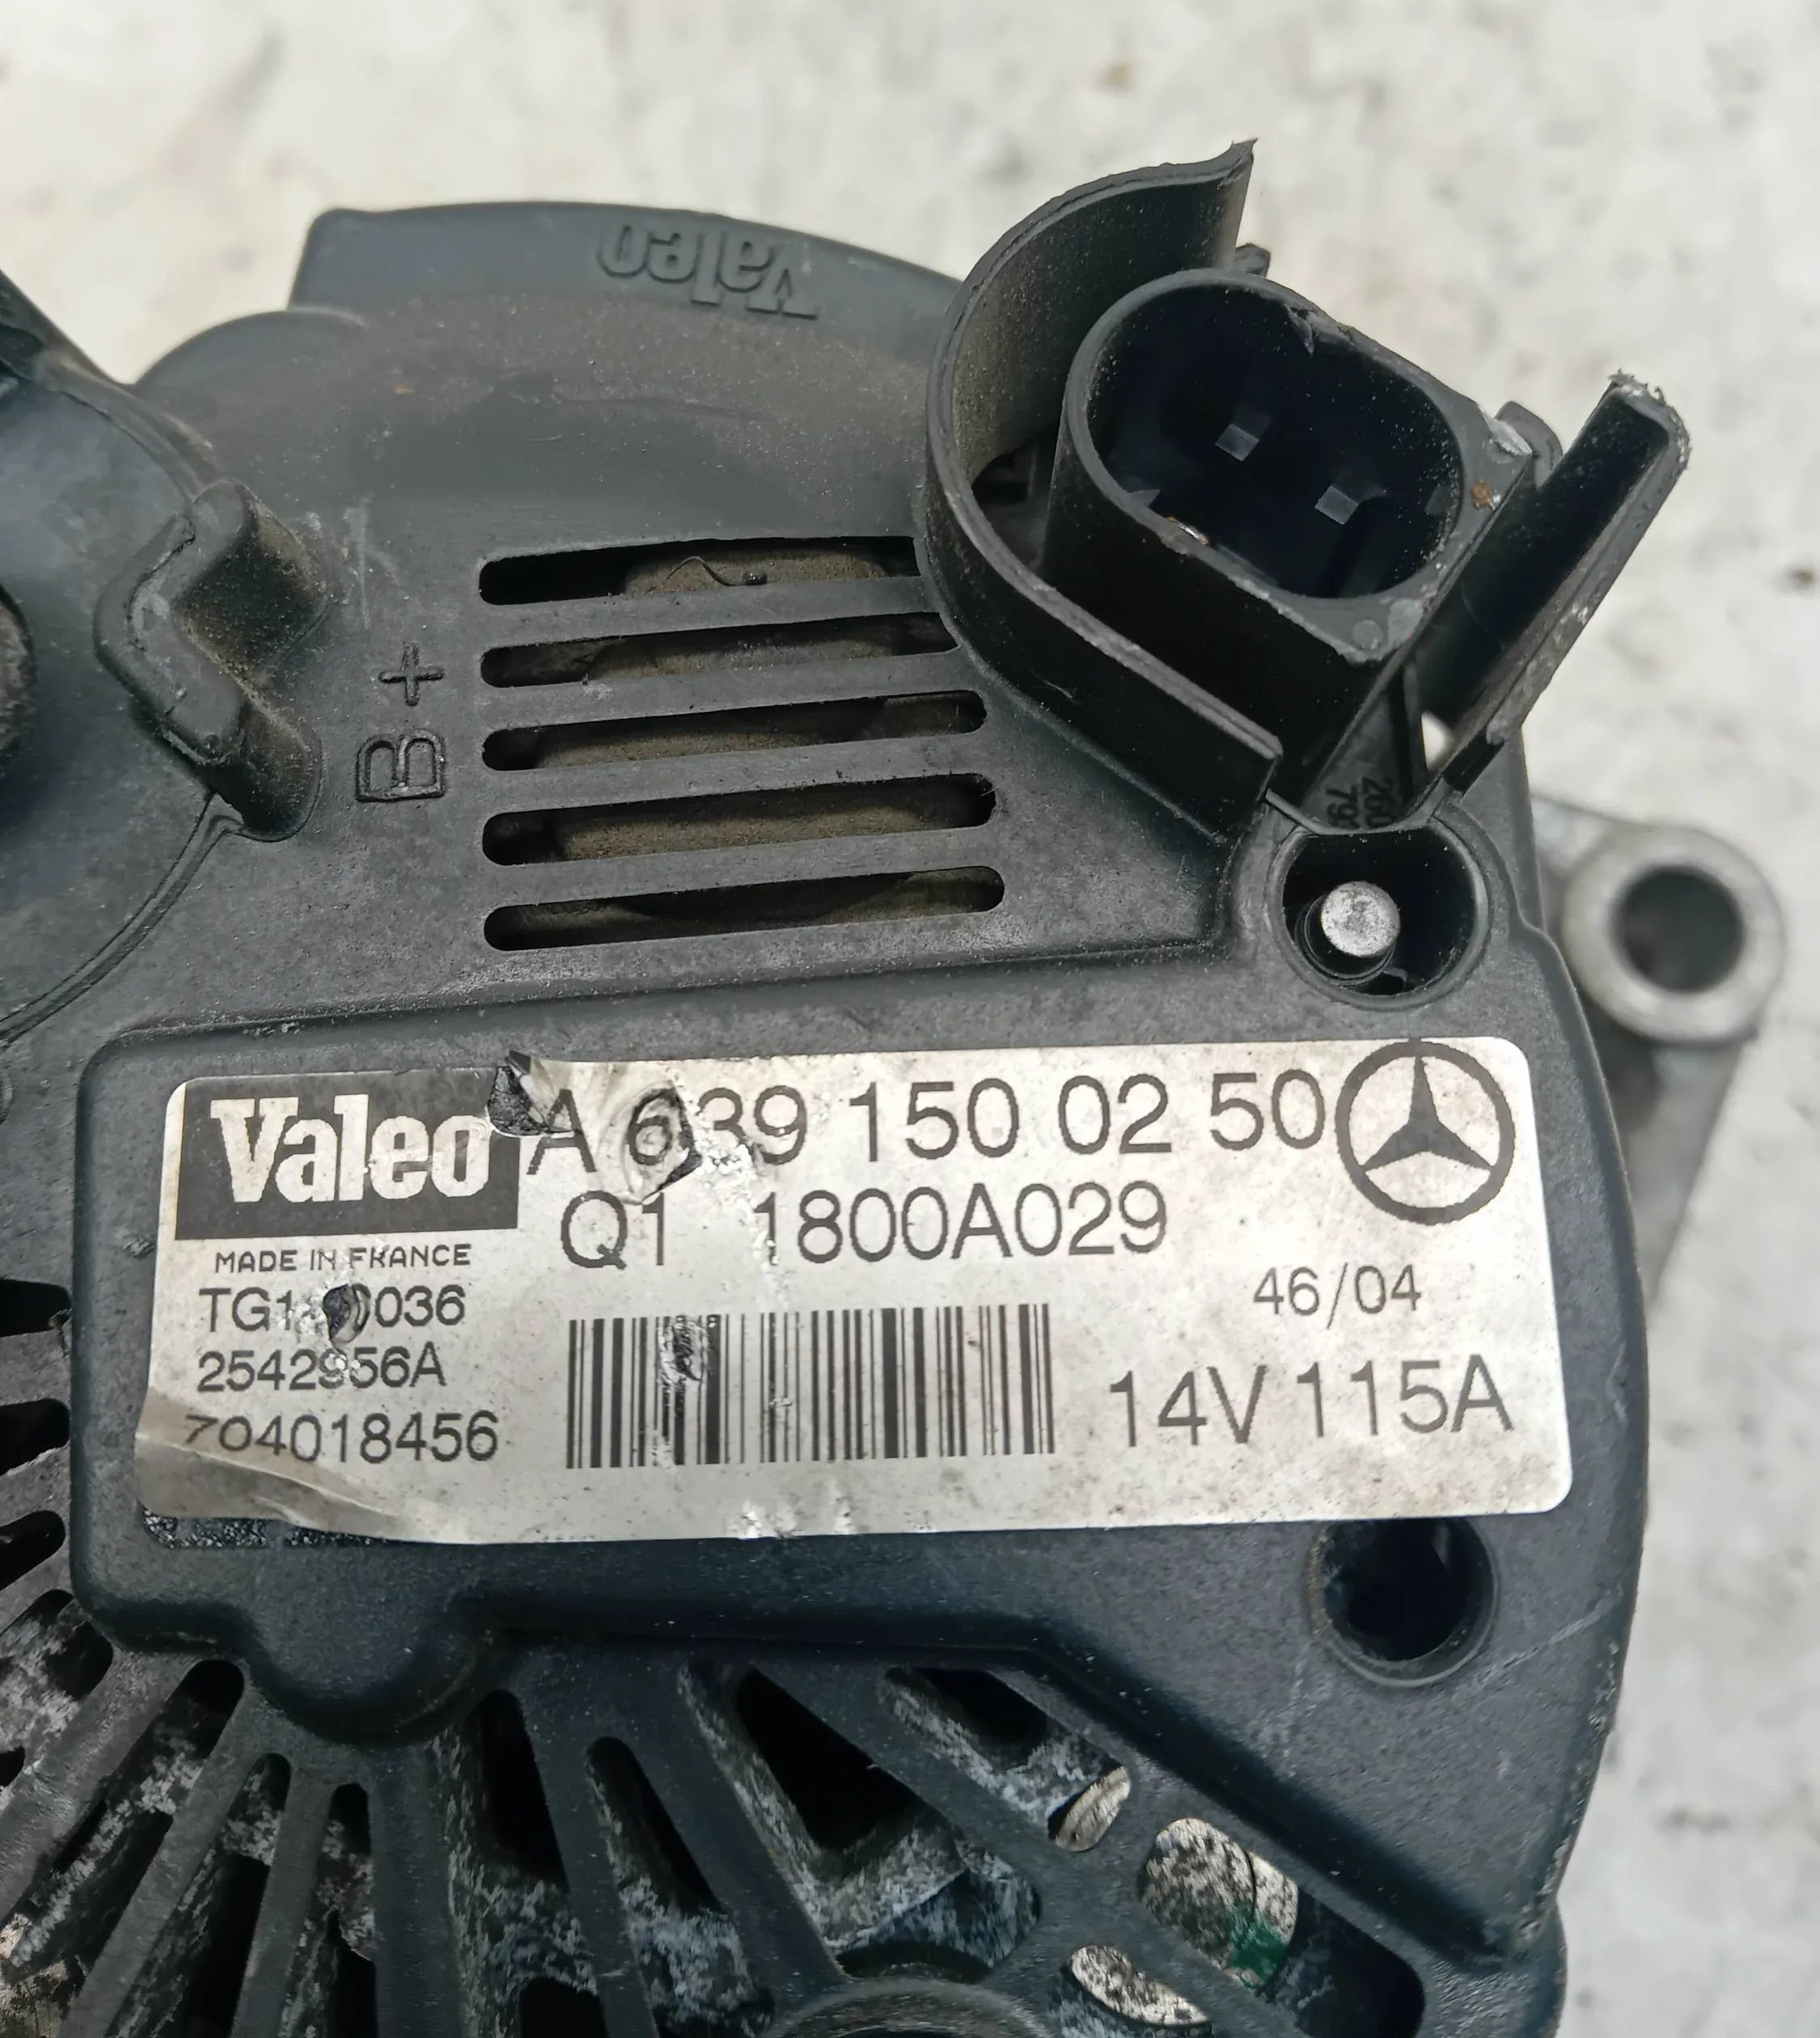 Valeo
B+
Valeo A 639 150 02 50
Q1 1800A029
MADE IN FRANCE
46/04
2542956A
14V 115A
704018456